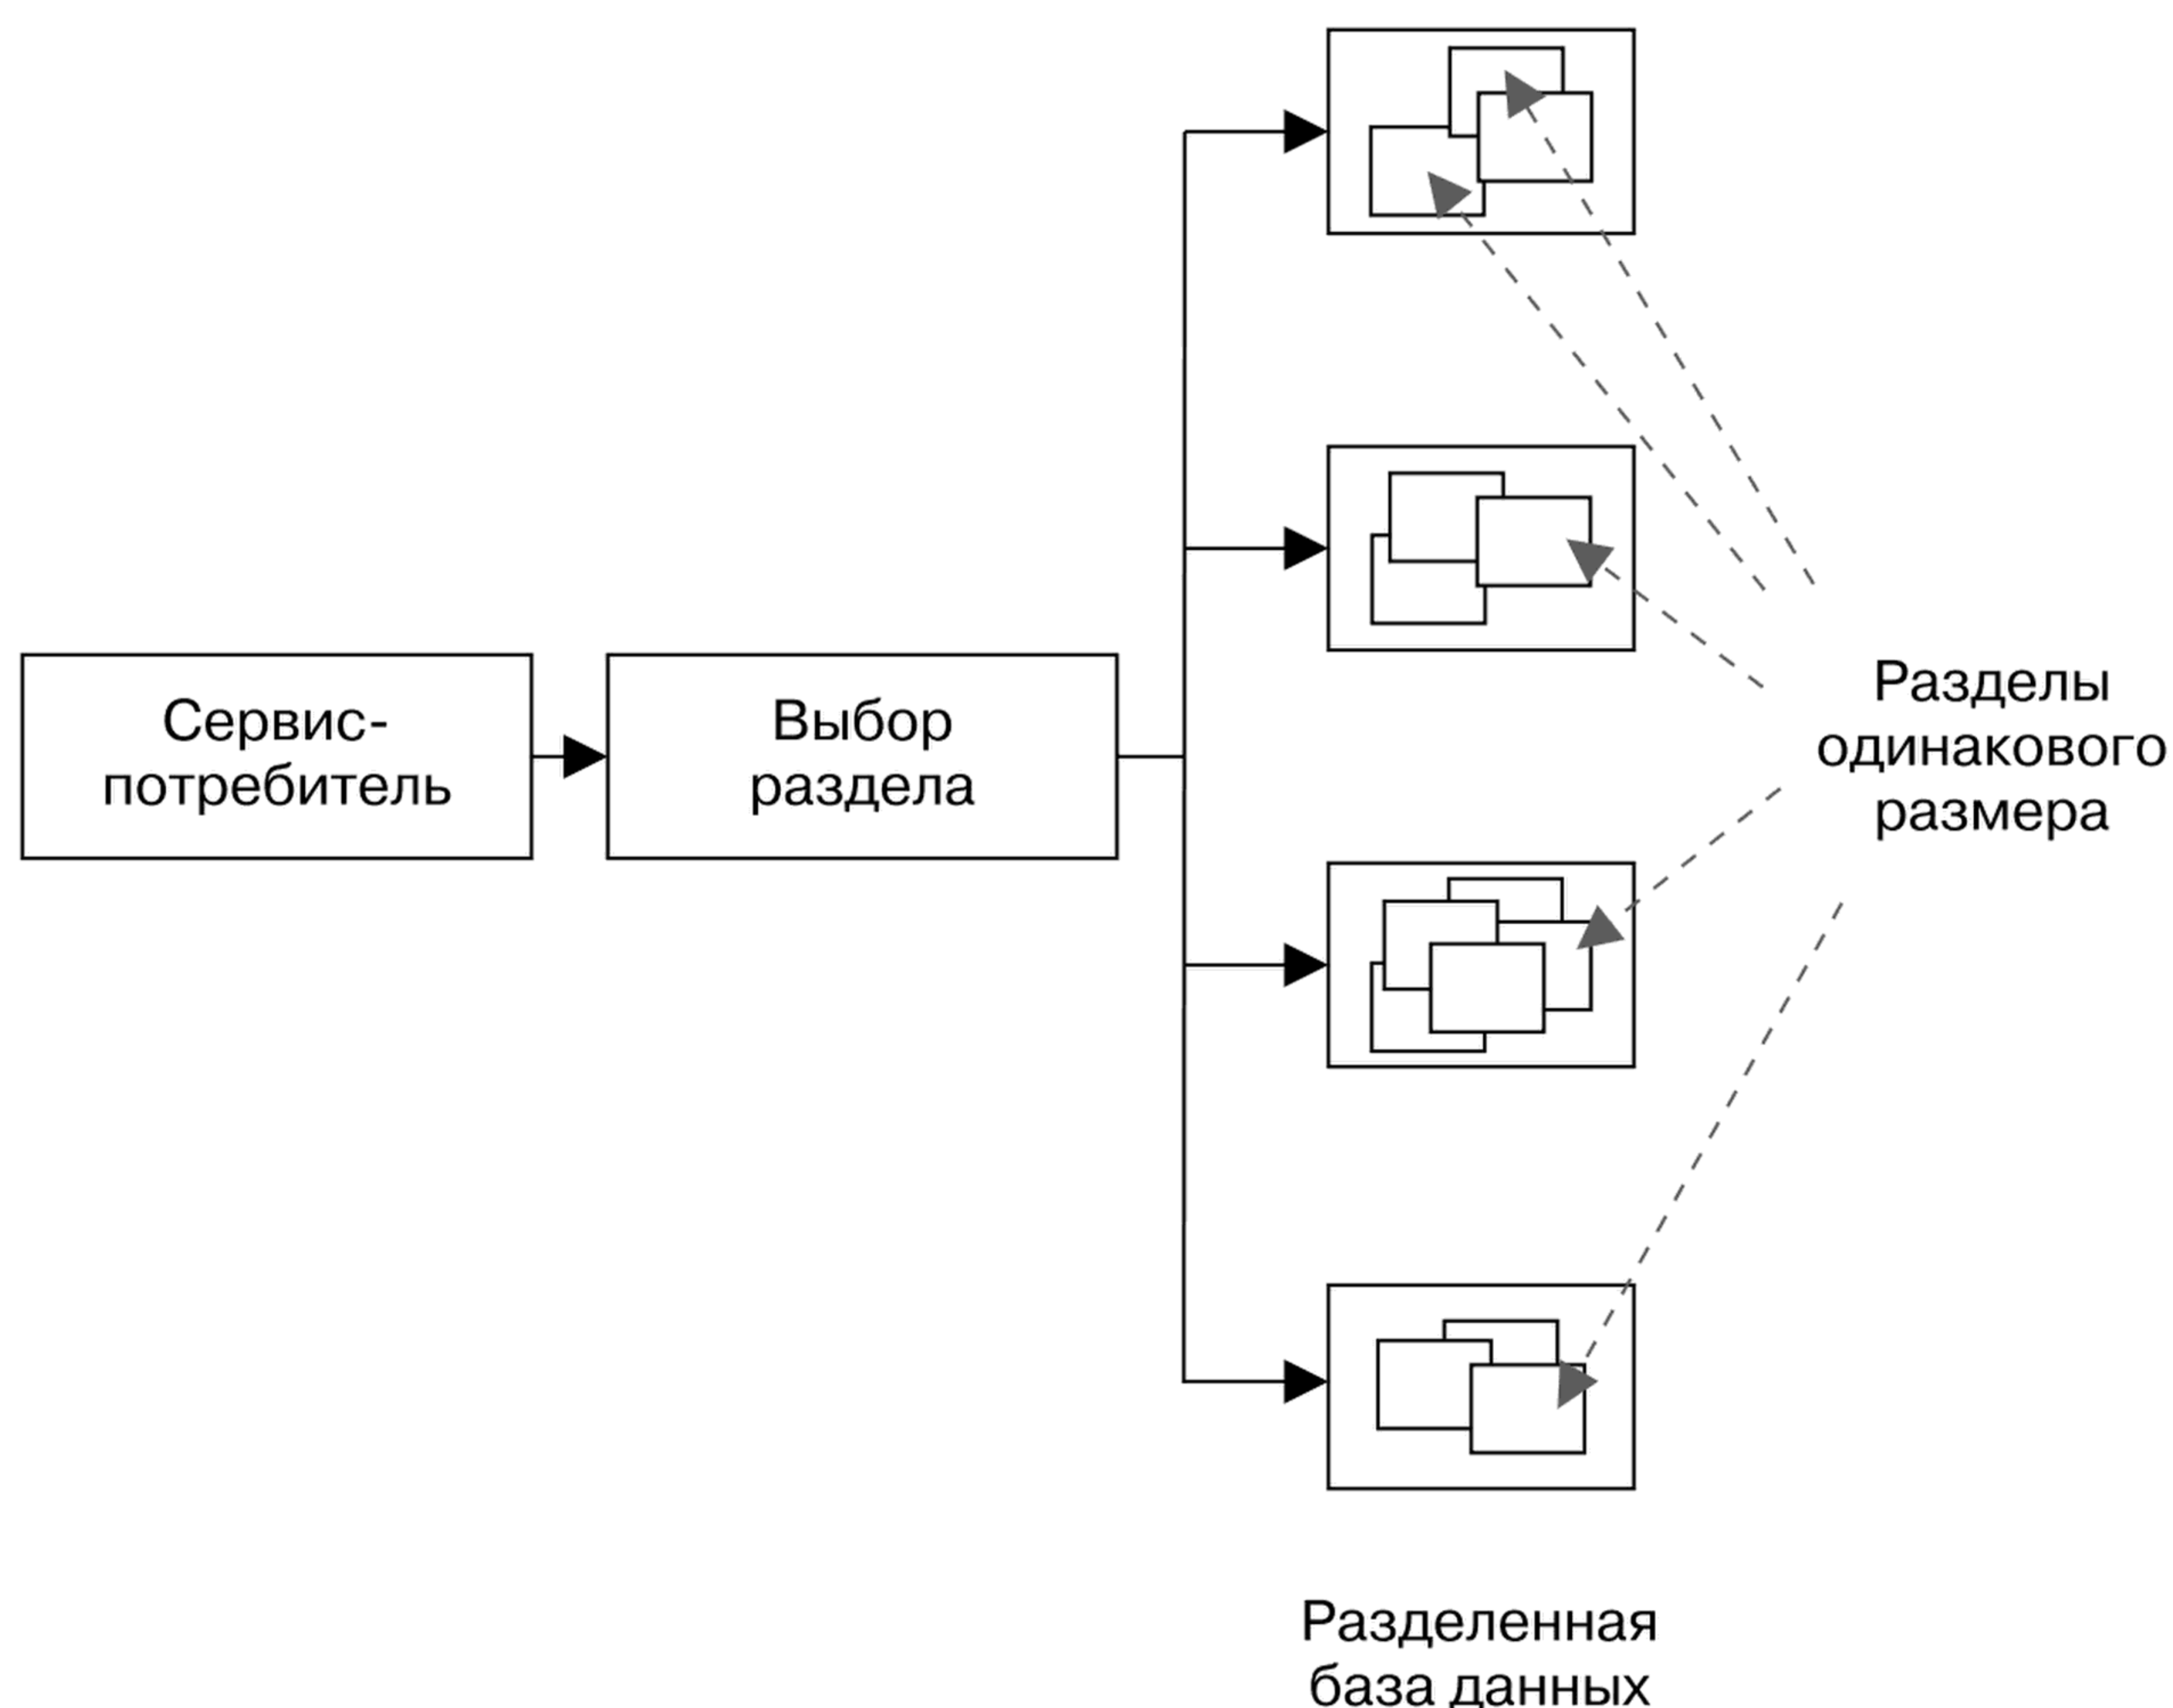 Сервис-
потребитель
Выбор
раздела
Разделы
одинакового
размера
Разделенная
база данных